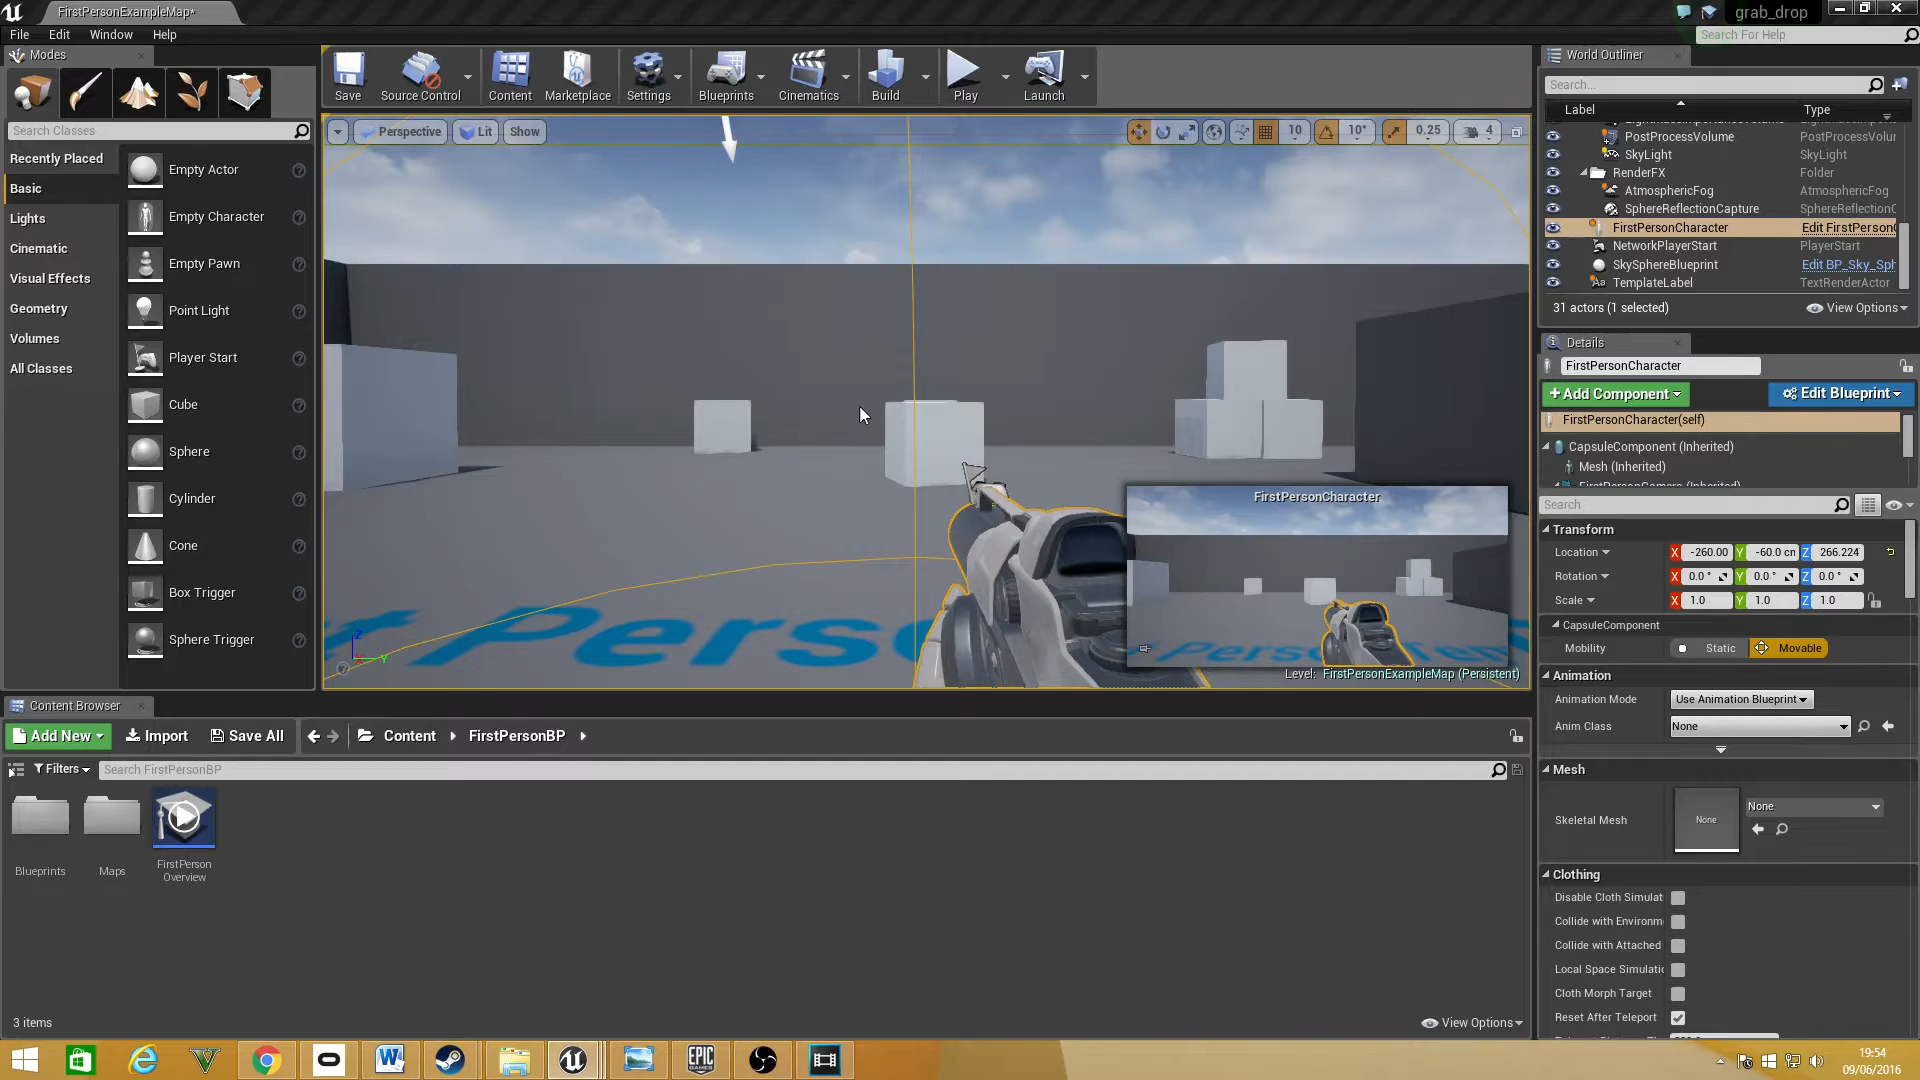 FirstPersonExampleMap*
grab_drop
File Edit Window Help
Search For Help
Modes
Search Classes
Recently Placed
Basic
Lights
Cinematic
Visual Effects
Geometry
Volumes
All Classes
Empty Actor
Empty Character
Empty Pawn
Point Light
Player Start
Cube
Sphere
Cylinder
Cone
Box Trigger
Sphere Trigger
Save Source Control Content Marketplace Settings Blueprints Cinematics Build Play Launch
Perspective Lit Show
10 10° 0.25 4
FirstPersonCharacter
Level: FirstPersonExampleMap (Persistent)
World Outliner
Search...
Label Type
PostProcessVolume PostProcessVolur
SkyLight SkyLight
RenderFX Folder
AtmosphericFog AtmosphericFog
SphereReflectionCapture SphereReflectionC
FirstPersonCharacter Edit FirstPersonC
NetworkPlayerStart PlayerStart
SkySphereBlueprint Edit BP_Sky_Sph
TemplateLabel TextRenderActor
31 actors (1 selected) View Options
Details
FirstPersonCharacter
Add Component Edit Blueprint
FirstPersonCharacter(self)
CapsuleComponent (Inherited)
Mesh (Inherited)
FirstPersonCamera (Inherited)
Search
Transform
Location X -260.00 Y -60.0 cm Z 266.224
Rotation X 0.0 ° Y 0.0 ° Z 0.0 °
Scale X 1.0 Y 1.0 Z 1.0
CapsuleComponent
Mobility Static Movable
Animation
Animation Mode Use Animation Blueprint
Anim Class None
Mesh
Skeletal Mesh None None
Clothing
Disable Cloth Simulat
Collide with Environm
Collide with Attached
Local Space Simulatic
Cloth Morph Target
Reset After Teleport
Content Browser
Add New Import Save All Content FirstPersonBP
Filters Search FirstPersonBP
Blueprints
Maps
FirstPerson
Overview
3 items View Options
EPIC
GAMES
19:54
09/06/2016